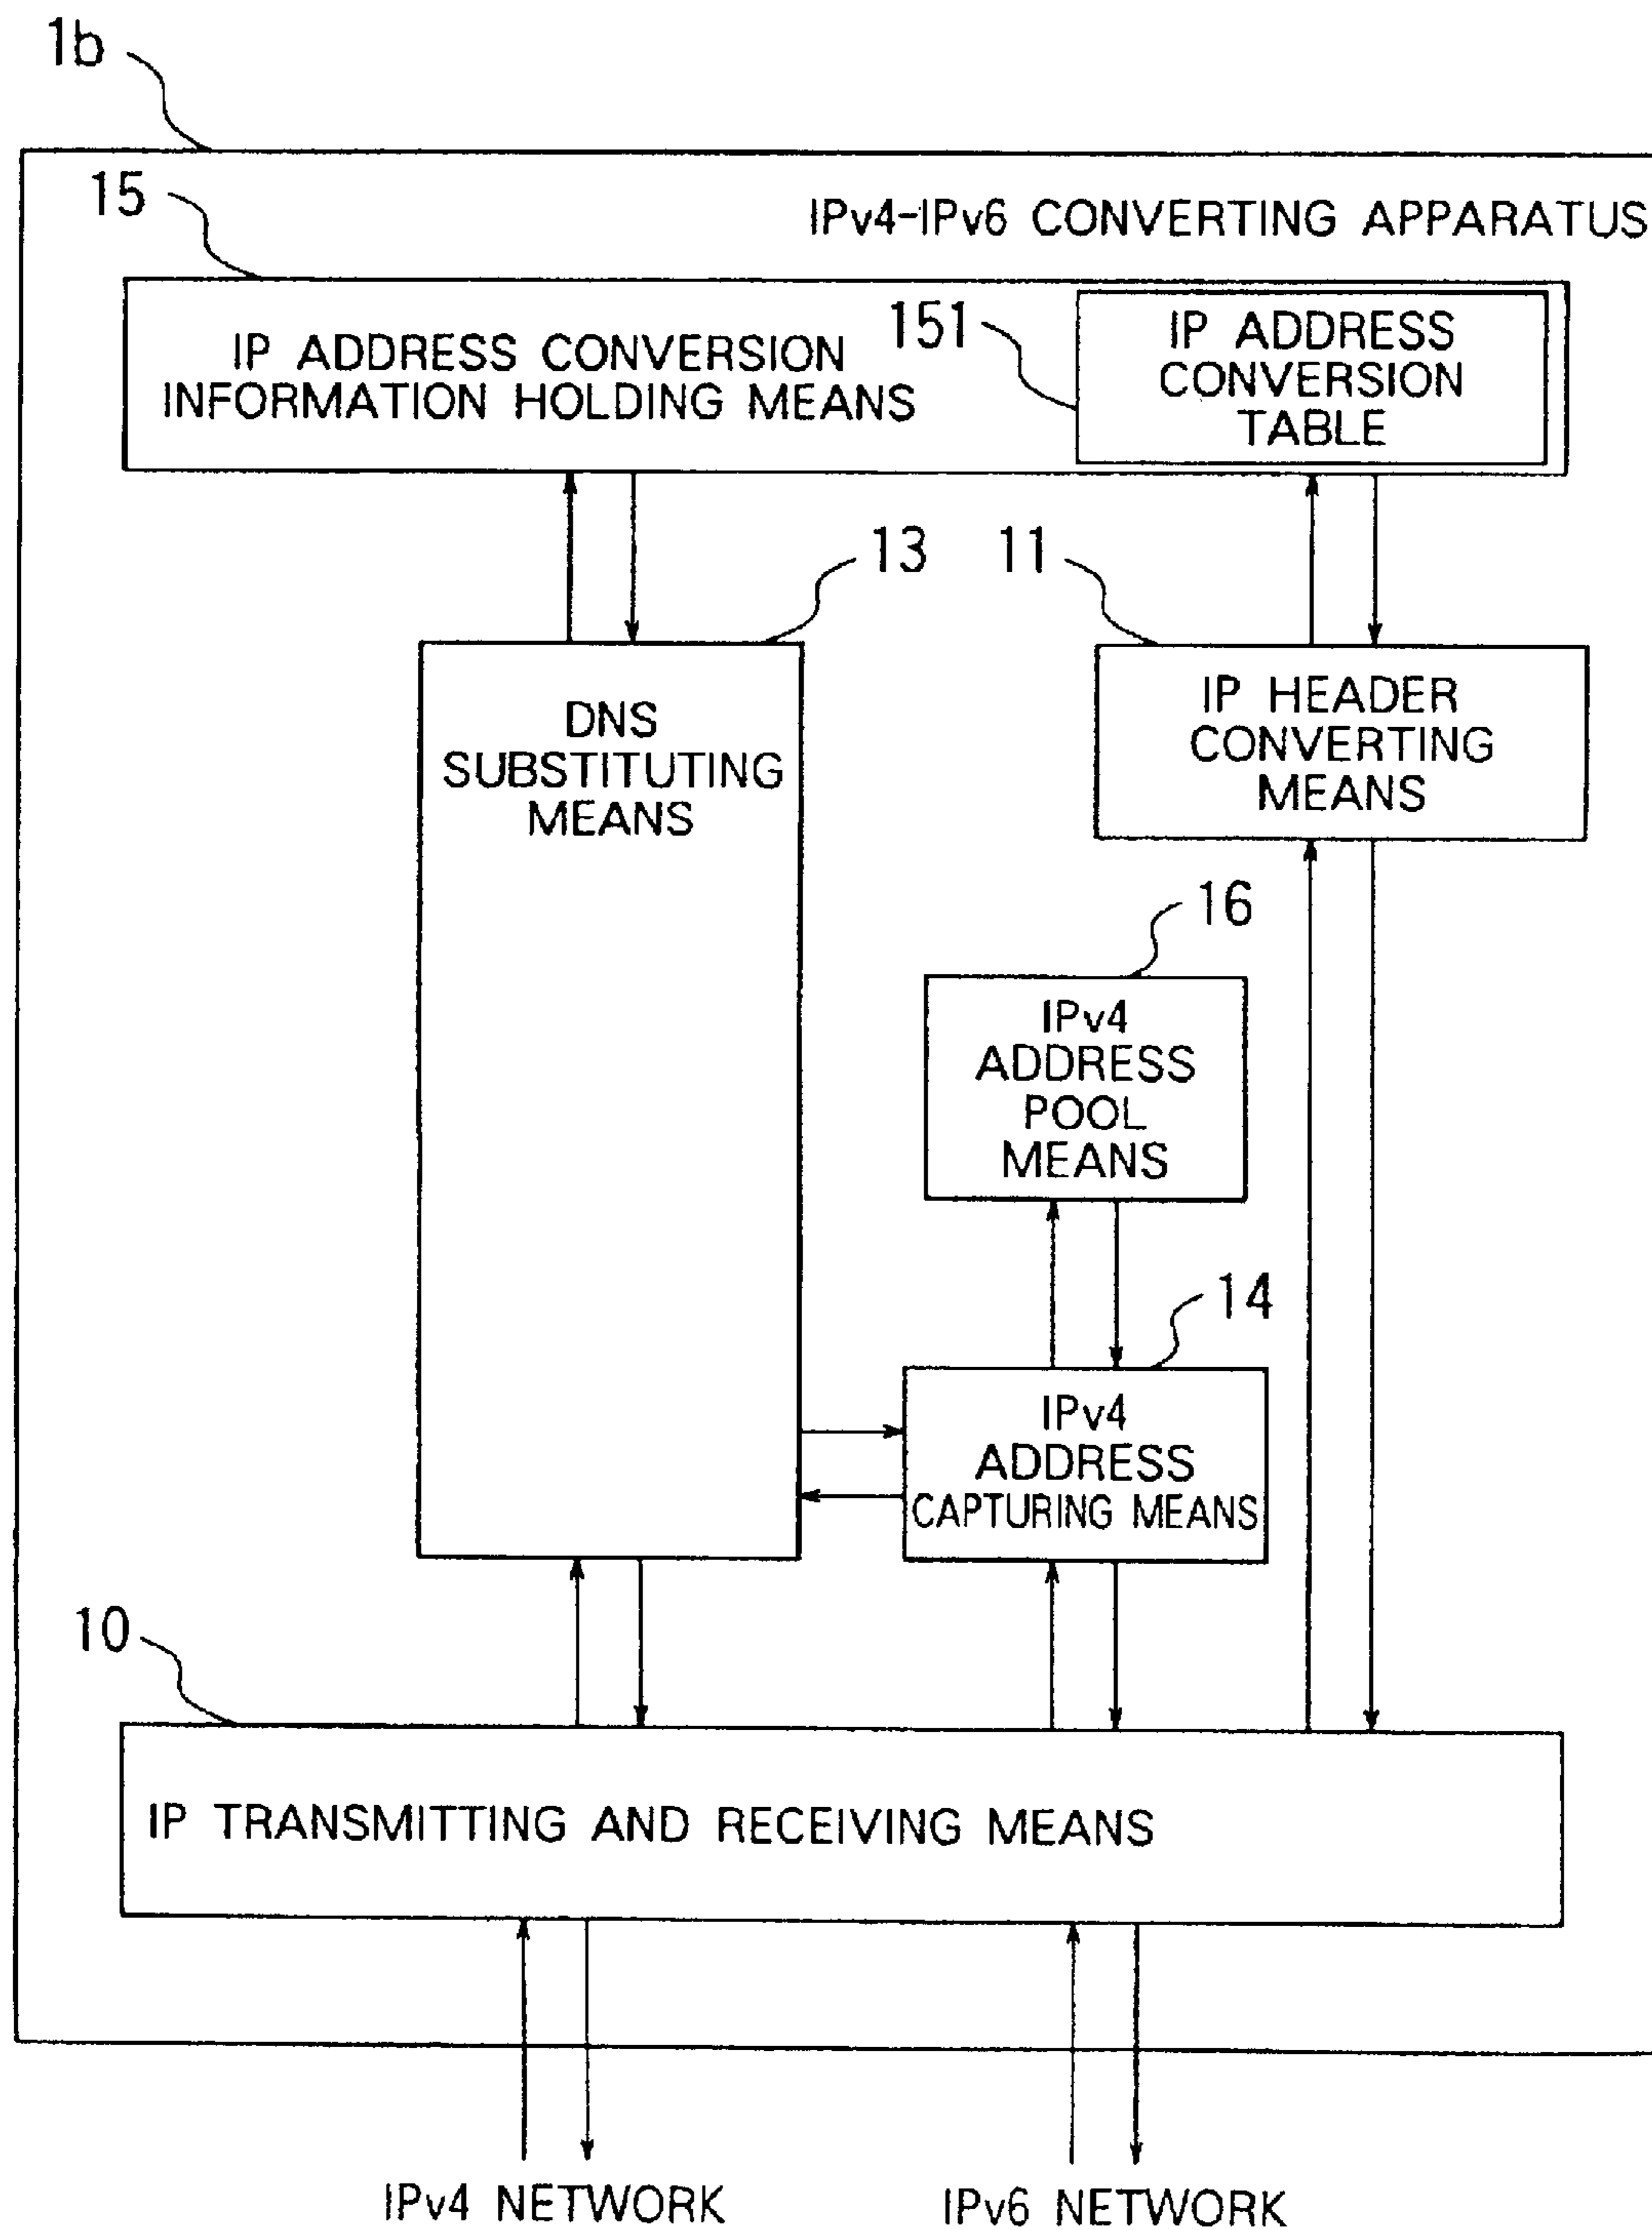 1b
15
IPv4-IPv6 CONVERTING APPARATUS
IP ADDRESS CONVERSION
INFORMATION HOLDING MEANS
151
IP ADDRESS
CONVERSION
TABLE
13
11
DNS
SUBSTITUTING
MEANS
IP HEADER
CONVERTING
MEANS
16
IPv4
ADDRESS
POOL
MEANS
14
IPv4
ADDRESS
CAPTURING MEANS
10
IP TRANSMITTING AND RECEIVING MEANS
IPv4 NETWORK
IPv6 NETWORK